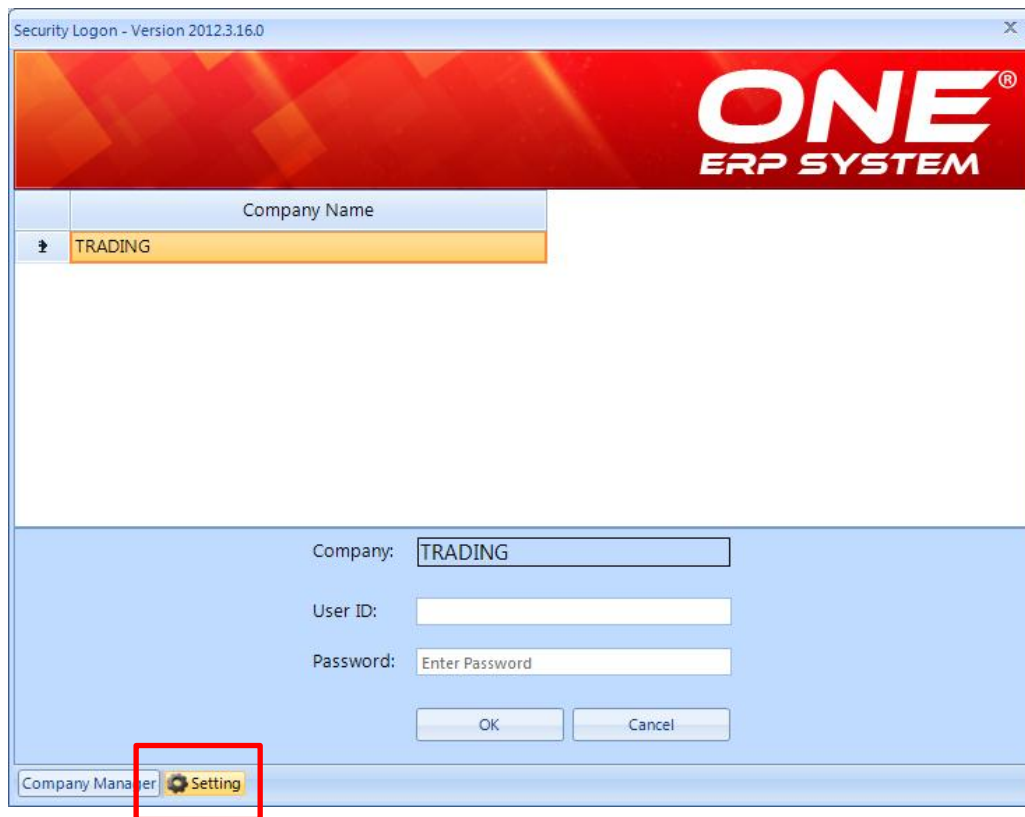 Security Logon - Version 2012.3.16.0
X
ONE®
ERP SYSTEM
Company Name
TRADING
Company: TRADING
User ID:
Password: Enter Password
OK Cancel
Company Manager Setting